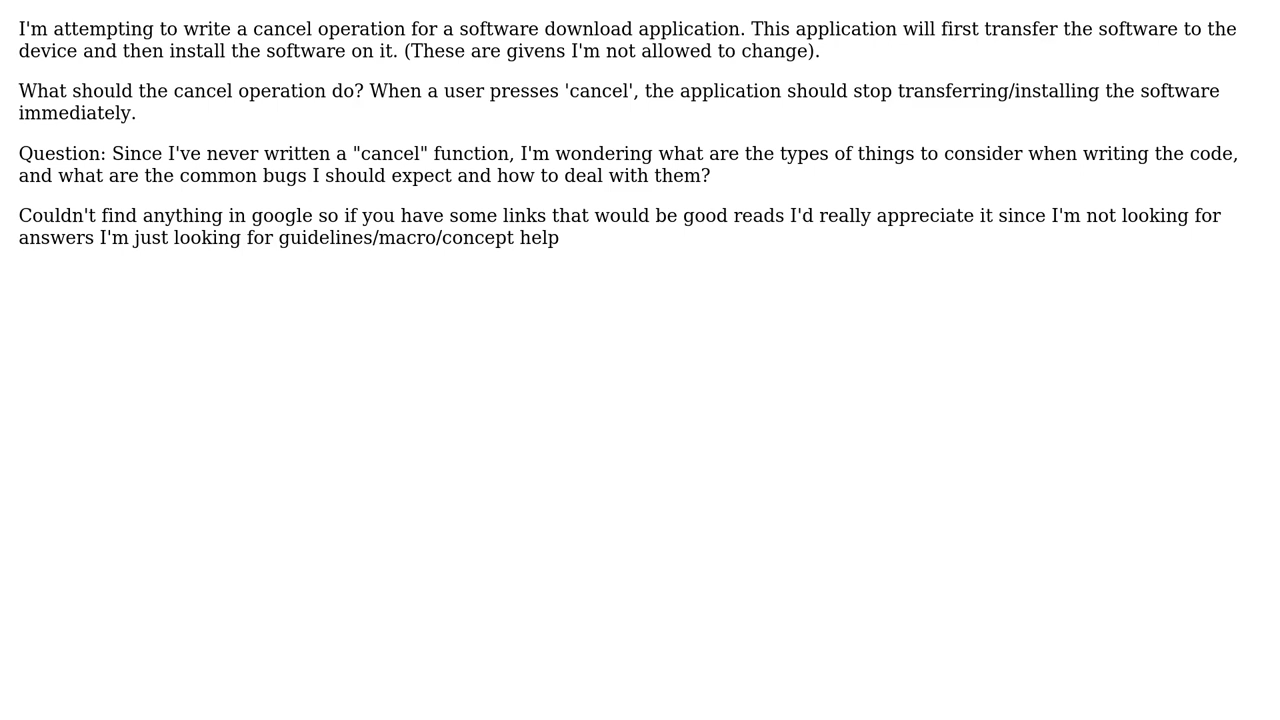 I'm attempting to write a cancel operation for a software download application. This application will first transfer the software to the
device and then install the software on it. (These are givens I'm not allowed to change).
What should the cancel operation do? When a user presses 'cancel', the application should stop transferring/installing the software
immediately.
Question: Since I've never written a "cancel" function, I'm wondering what are the types of things to consider when writing the code,
and what are the common bugs I should expect and how to deal with them?
Couldn't find anything in google so if you have some links that would be good reads I'd really appreciate it since I'm not looking for
answers I'm just looking for guidelines/macro/concept help